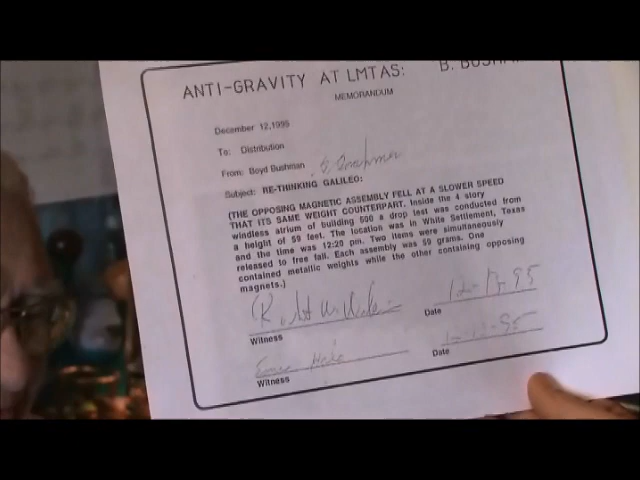 ANTI-GRAVITY AT LMTAS: B.
MEMORANDUM
December 12,1995
To: Distribution
From: Boyd Bushman
Subject: RE-THINKING GALILEO:
(THE OPPOSING MAGNETIC ASSEMBLY FELL AT A SLOWER SPEED
THAT ITS SAME WEIGHT COUNTERPART. Inside the 4 story
windless atrium of building 500 a drop test was conducted from
a height of 59 feet. The location was in White Settlement, Texas
and the time was 12:20 pm. Two items were simultaneously
released to free fall. Each assembly was 59 grams. One
contained metallic weights while the other containing opposing
magnets.)
Witness
Date
Witness
Date